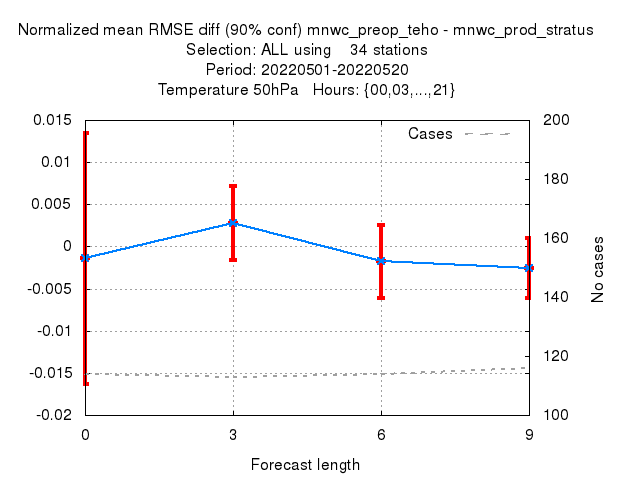 Normalized mean RMSE diff (90% conf) mnwc_preop_teho - mnwc_prod_stratus
Selection: ALL using    34 stations
Period: 20220501-20220520
Temperature 50hPa   Hours: {00,03,...,21}
Cases
0.015
0.01
0.005
0
-0.005
-0.01
-0.015
-0.02
200
180
160
140
120
100
No cases
0
3
6
9
Forecast length